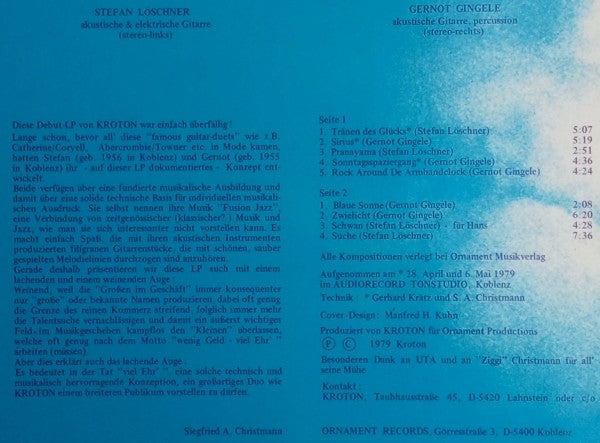 STEFAN LÖSCHNER
akustische & elektrische Gitarre
(stereo-links)
GERNOT GINGELE
akustische Gitarre, percussion
(stereo-rechts)
Diese Debut-LP von KROTON war einfach überfällig !
Lange schon, bevor all' diese "famous guitar-duets" wie z.B.
Catherine/Coryell, Abercrombie/Towner etc. in Mode kamen,
hatten Stefan (geb. 1956 in Koblenz) und Gernot (geb. 1955
in Koblenz) ihr - auf dieser LP dokumentiertes - Konzept ent-
wickelt.
Beide verfügen über eine fundierte musikalische Ausbildung und
damit über eine solide technische Basis für individuellen musikali-
schen Ausdruck. Sie selbst nennen ihre Musik "Fusion Jazz",
eine Verbindung von zeitgenössischer (klassischer? ) Musik und
Jazz, wie man sie sich interessanter nicht vorstellen kann. Es
macht einfach Spaß, die mit ihren akustischen Instrumenten
produzierten filigranen Gitarrenstücke, die mit schönen, sauber
gespielten Melodielinien durchzogen sind anzuhören.
Gerade deshalb präsentieren wir diese LP auch mit einem
lachenden und einem weinenden Auge :
Weinend, weil die "Großen im Geschäft" immer konsequenter
nur "große" oder bekannte Namen produzieren, dabei oft genug
die Grenze des reinen Kommerz streifend, folglich immer mehr
die Talentsuche vernachlässigen und damit ein äußerst wichtiger
Feld im Musikgeschehen kampflos den "Kleinen" überlassen,
welche oft genug nach dem Motto "wenig Geld - viel Ehr' "
arbeiten (müssen).
Aber dies erklärt auch das lachende Auge :
Es bedeutet in der Tat "viel Ehr' ", eine solche technisch und
musikalisch hervorragende Konzeption, ein großartiges Duo wie
KROTON einem breiteren Publikum vorstellen zu dürfen.
Siegfried A. Christmann
Seite 1
1. Tränen des Glücks* (Stefan Löschner) 5:07
2. Sirius* (Gernot Gingele) 5:19
3. Pranayama (Stefan Löschner) 2:51
4. Sonntagsspaziergang* (Gernot Gingele) 6:35
5. Rock Around De Armbandclock (Gernot Gingele) 4:24
Seite 2
1. Blaue Sonne (Gernot Gingele) 2:08
2. Zwielicht (Gernot Gingele) 6:20
3. Schwan (Stefan Löschner) - für Hans 4:28
4. Suche (Stefan Löschner) 7:36
Alle Kompositionen verlegt bei Ornament Musikverlag
Aufgenommen am * 28. April und 6. Mai 1979
im AUDIORECORD TONSTUDIO, Koblenz
Technik * Gerhard Krätz und S. A. Christmann
Cover-Design: Manfred H. Kuhn
Produziert von KROTON für Ornament Productions
Ⓟ Ⓒ 1979 Kroton
Besonderen Dank an UTA und an "Ziggi" Christmann für all'
seine Mühe
Kontakt :
KROTON, Taubhausstraße 45, D-5420 Lahnstein oder c/o
ORNAMENT RECORDS, Görresstraße 3, D-5400 Koblenz